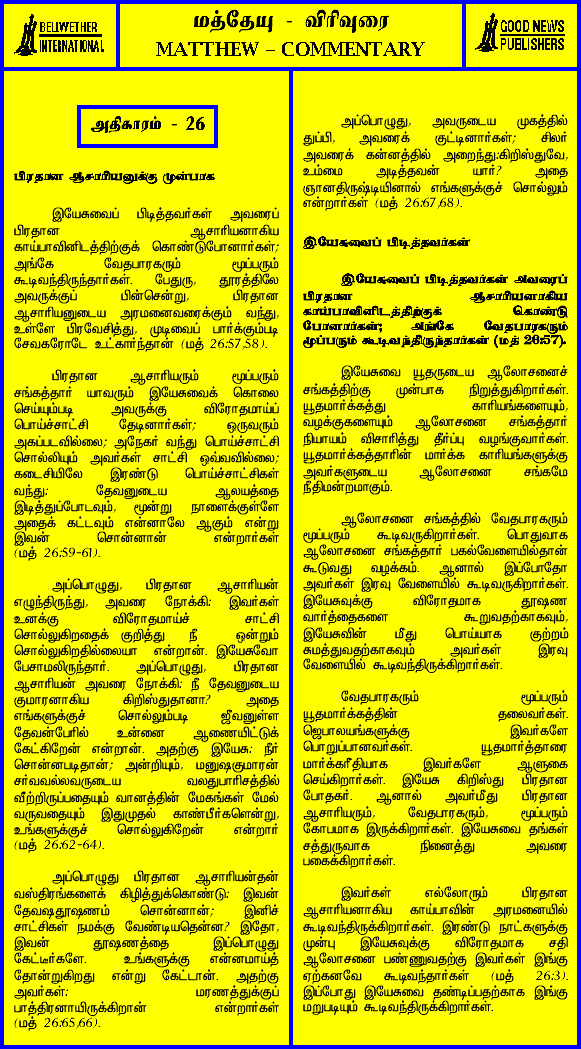 BELIWETHER
INTERNATIONAL
மத்தேயு - விரிவுரை
MATTHEW – COMMENTARY
GOOD NEWS
PUBLISHERS
அதிகாரம் - 26
பிரதான ஆசாரியனுக்கு முன்பாக
இயேசுவைப் பிடித்தவர்கள் அவரைப்
பிரதான ஆசாரியனாகிய
காய்பாவினிடத்திற்குக் கொண்டுபோனார்கள்;
அங்கே வேதபாரகரும் மூப்பரும்
கூடிவந்திருந்தார்கள். பேதுரு, தூரத்திலே
அவருக்குப் பின்சென்று, பிரதான
ஆசாரியனுடைய அரமனைவரைக்கும் வந்து,
உள்ளே பிரவேசித்து, முடிவைப் பார்க்கும்படி
சேவகரோடே உட்கார்ந்தான் (மத் 26:57,58).
பிரதான ஆசாரியரும் மூப்பரும்
சங்கத்தார் யாவரும் இயேசுவைக் கொலை
செய்யும்படி அவருக்கு விரோதமாய்ப்
பொய்ச்சாட்சி தேடினார்கள்; ஒருவரும்
அகப்படவில்லை; அநேகர் வந்து பொய்ச்சாட்சி
சொல்லியும் அவர்கள் சாட்சி ஒவ்வவில்லை;
கடைசியிலே இரண்டு பொய்ச்சாட்சிகள்
வந்து: தேவனுடைய ஆலயத்தை
இடித்துப்போடவும், மூன்று நாளைக்குள்ளே
அதைக் கட்டவும் என்னாலே ஆகும் என்று
இவன் சொன்னான் என்றார்கள்
(மத் 26:59-61).
அப்பொழுது, பிரதான ஆசாரியன்
எழுந்திருந்து, அவரை நோக்கி: இவர்கள்
உனக்கு விரோதமாய்ச் சாட்சி
சொல்லுகிறதைக் குறித்து நீ ஒன்றும்
சொல்லுகிறதில்லையா என்றான். இயேசுவோ
பேசாமலிருந்தார். அப்பொழுது, பிரதான
ஆசாரியன் அவரை நோக்கி: நீ தேவனுடைய
குமாரனாகிய கிறிஸ்துதானா? அதை
எங்களுக்குச் சொல்லும்படி ஜீவனுள்ள
தேவன்பேரில் உன்னை ஆணையிட்டுக்
கேட்கிறேன் என்றான். அதற்கு இயேசு: நீர்
சொன்னபடிதான்; அன்றியும், மனுஷகுமாரன்
சர்வவல்லவருடைய வலதுபாரிசத்தில்
வீற்றிருப்பதையும் வானத்தின் மேகங்கள் மேல்
வருவதையும் இதுமுதல் காண்பீர்களென்று,
உங்களுக்குச் சொல்லுகிறேன் என்றார்
(மத் 26:62-64).
அப்பொழுது பிரதான ஆசாரியன்தன்
வஸ்திரங்களைக் கிழித்துக்கொண்டு: இவன்
தேவஷதூஷணம் சொன்னான்; இனிச்
சாட்சிகள் நமக்கு வேண்டியதென்ன? இதோ,
இவன் தூஷணத்தை இப்பொழுது
கேட்டீர்களே. உங்களுக்கு என்னமாய்த்
தோன்றுகிறது என்று கேட்டான். அதற்கு
அவர்கள்: மரணத்துக்குப்
பாத்திரனாயிருக்கிறான் என்றார்கள்
(மத் 26:65,66).
அப்பொழுது, அவருடைய முகத்தில்
துப்பி, அவரைக் குட்டினார்கள்; சிலர்
அவரைக் கன்னத்தில் அறைந்து:கிறிஸ்துவே,
உம்மை அடித்தவன் யார்? அதை
ஞானதிருஷ்டியினால் எங்களுக்குச் சொல்லும்
என்றார்கள் (மத் 26:67,68).
இயேசுவைப் பிடித்தவர்கள்
இயேசுவைப் பிடித்தவர்கள் அவரைப்
பிரதான ஆசாரியனாகிய
காய்பாவினிடத்திற்குக் கொண்டு
போனார்கள்; அங்கே வேதபாரகரும்
மூப்பரும் கூடிவந்திருந்தார்கள் (மத் 26:57).
இயேசுவை யூதருடைய ஆலோசனைச்
சங்கத்திற்கு முன்பாக நிறுத்துகிறார்கள்.
யூதமார்க்கத்து காரியங்களையும்,
வழக்குகளையும் ஆலோசனை சங்கத்தார்
நியாயம் விசாரித்து தீர்ப்பு வழங்குவார்கள்.
யூதமார்க்கத்தாரின் மார்க்க காரியங்களுக்கு
அவர்களுடைய ஆலோசனை சங்கமே
நீதிமன்றமாகும்.
ஆலோசனை சங்கத்தில் வேதபாரகரும்
மூப்பரும் கூடிவருகிறார்கள். பொதுவாக
ஆலோசனை சங்கத்தார் பகல்வேளையில்தான்
கூடுவது வழக்கம். ஆனால் இப்போதோ
அவர்கள் இரவு வேளையில் கூடிவருகிறார்கள்.
இயேசுவுக்கு விரோதமாக தூஷண
வார்த்தைகளை கூறுவதற்காகவும்,
இயேசுவின் மீது பொய்யாக குற்றம்
சுமத்துவதற்காகவும் அவர்கள் இரவு
வேளையில் கூடிவந்திருக்கிறார்கள்.
வேதபாரகரும் மூப்பரும்
யூதமார்க்கத்தின் தலைவர்கள்.
ஜெபாலயங்களுக்கு இவர்களே
பொறுப்பானவர்கள். யூதமார்த்தாரை
மார்க்கரீதியாக இவர்களே ஆளுகை
செய்கிறார்கள். இயேசு கிறிஸ்து பிரதான
போதகர். ஆனால் அவர்மீது பிரதான
ஆசாரியரும், வேதபாரகரும், மூப்பரும்
கோபமாக இருக்கிறார்கள். இயேசுவை தங்கள்
சத்துருவாக நினைத்து அவரை
பகைக்கிறார்கள்.
இவர்கள் எல்லோரும் பிரதான
ஆசாரியனாகிய காய்பாவின் அரமனையில்
கூடிவந்திருக்கிறார்கள். இரண்டு நாட்களுக்கு
முன்பு இயேசுவுக்கு விரோதமாக சதி
ஆலோசனை பண்ணுவதற்கு இவர்கள் இங்கு
ஏற்கனவே கூடிவந்தார்கள் (மத் 26:3).
இப்போது இயேசுவை தண்டிப்பதற்காக இங்கு
மறுபடியும் கூடிவந்திருக்கிறார்கள்.